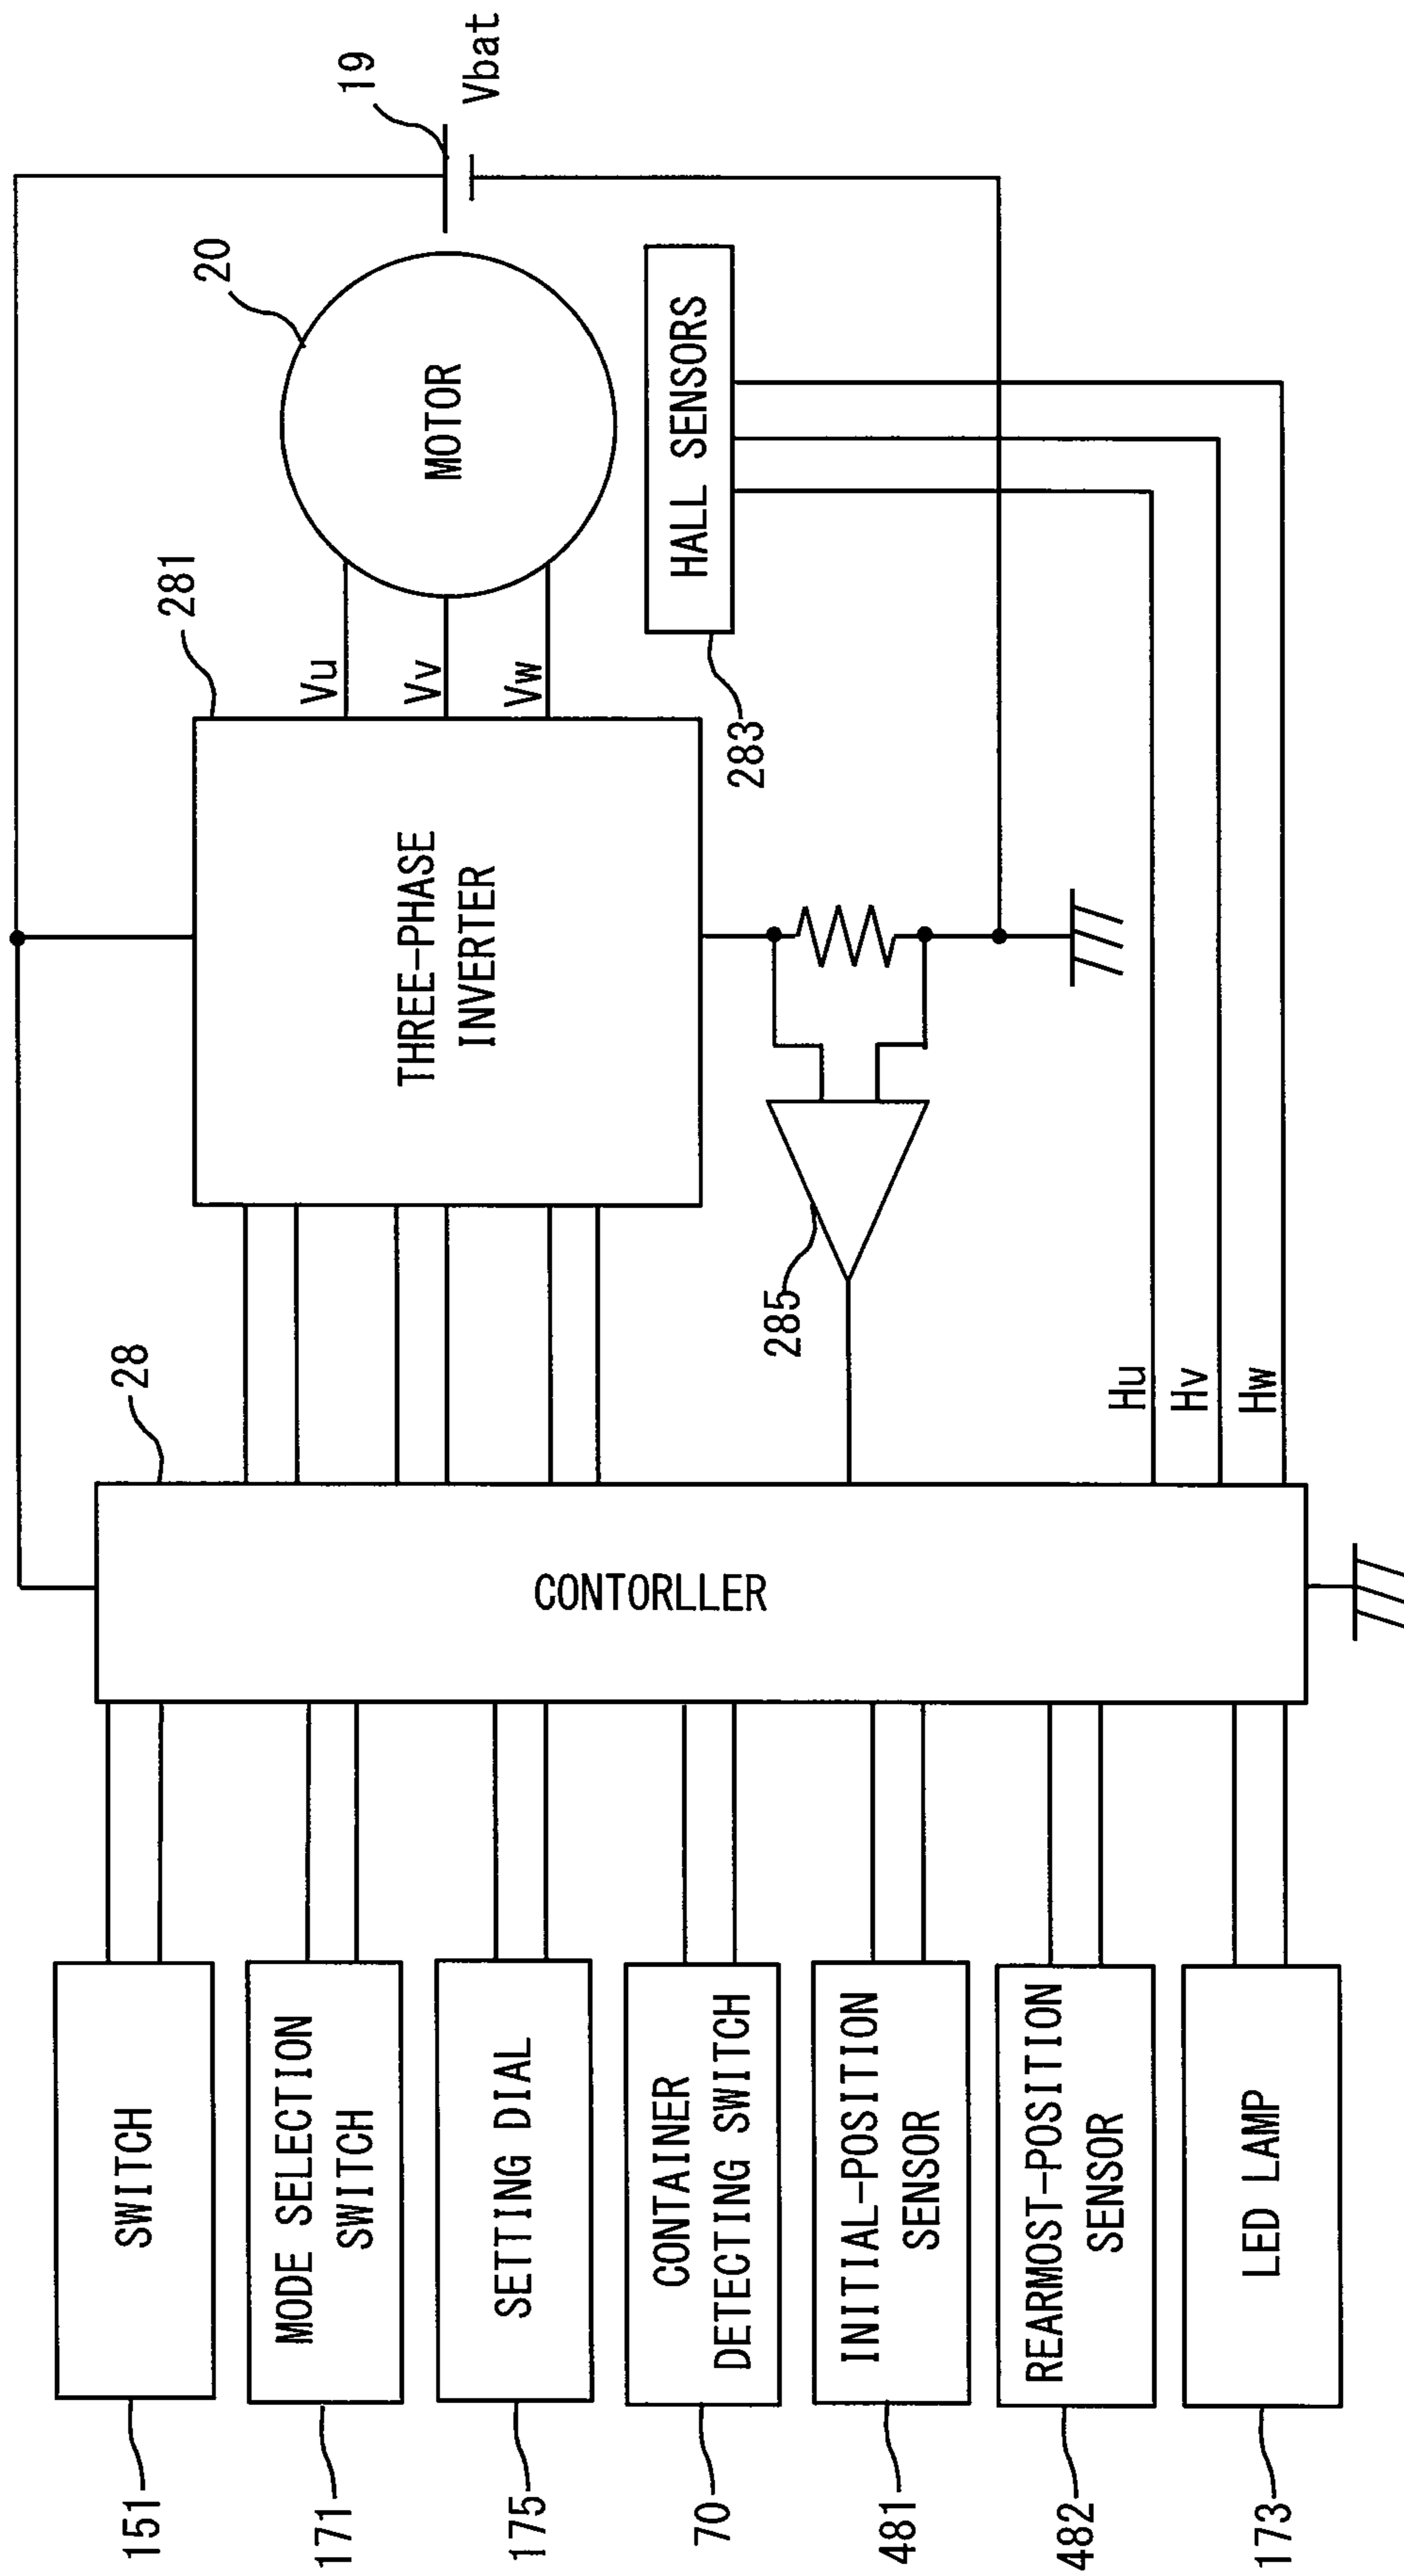 151
SWITCH
171
MODE SELECTION
SWITCH
175
SETTING DIAL
70
CONTAINER
DETECTING SWITCH
481
INITIAL-POSITION
SENSOR
482
REARMOST-POSITION
SENSOR
173
LED LAMP
28
CONTORLLER
281
THREE-PHASE
INVERTER
Vu
Vv
Vw
20
MOTOR
19
Vbat
283
HALL SENSORS
285
Hu
Hv
Hw